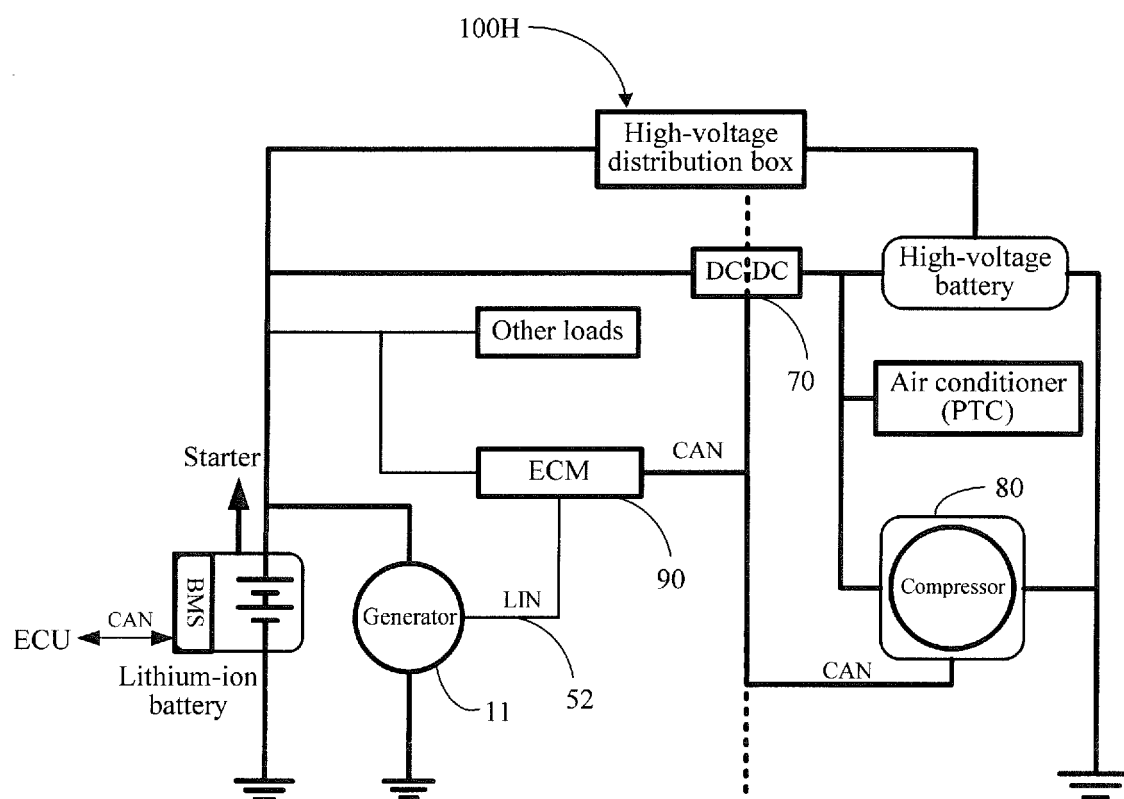 100H
High-voltage
distribution box
DC DC
High-voltage
battery
Other loads
70
Air conditioner
(PTC)
Starter
ECM
CAN
80
BMS
90
Compressor
Generator
LIN
ECU
CAN
Lithium-ion
battery
11
52
CAN